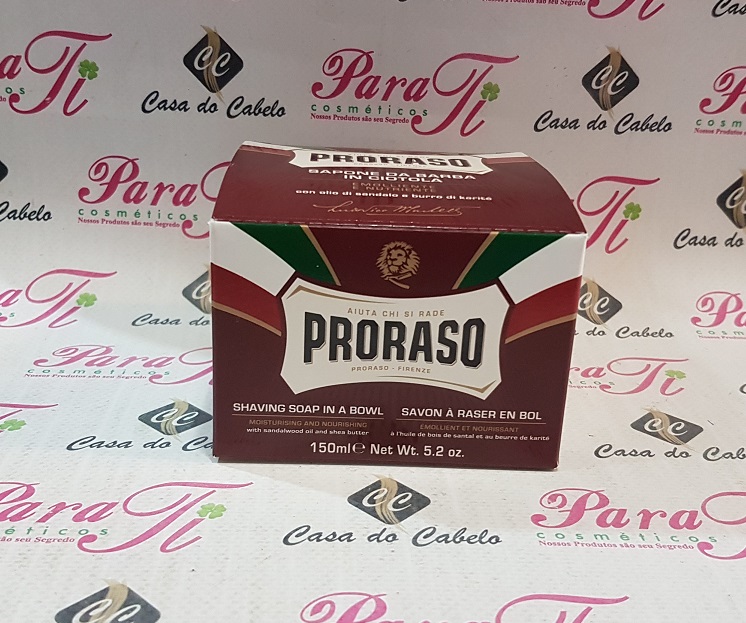 Para Ti
cosméticos
Nossos Produtos são seu Segredo
CC
Casa do Cabelo
PRORASO
SAPONE DA BARBA
IN CIOTOLA
EMOLLIENTE
E NUTRIENTE
con olio di sandalo e burro di karité
AIUTA CHI SI RADE
PRORASO
PRORASO - FIRENZE
SHAVING SOAP IN A BOWL
MOISTURISING AND NOURISHING
with sandalwood oil and shea butter
SAVON À RASER EN BOL
EMOLLIENT ET NOURISSANT
à l'huile de bois de santal et au beurre de karité
150ml ℮ Net Wt. 5.2 oz.